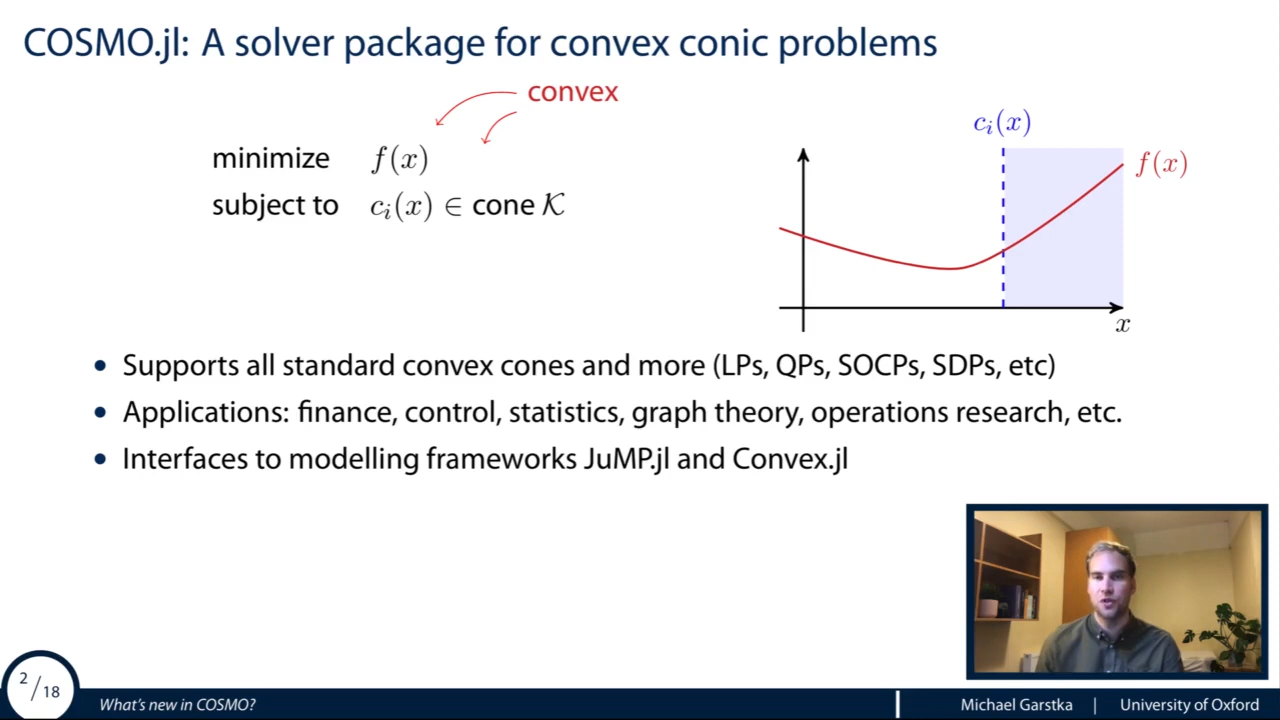 COSMO.jl: A solver package for convex conic problems
convex
minimize f(x)
subject to cᵢ(x) ∈ cone 𝒦
cᵢ(x)
f(x)
x
• Supports all standard convex cones and more (LPs, QPs, SOCPs, SDPs, etc)
• Applications: finance, control, statistics, graph theory, operations research, etc.
• Interfaces to modelling frameworks JuMP.jl and Convex.jl
2/18
What's new in COSMO?
Michael Garstka | University of Oxford